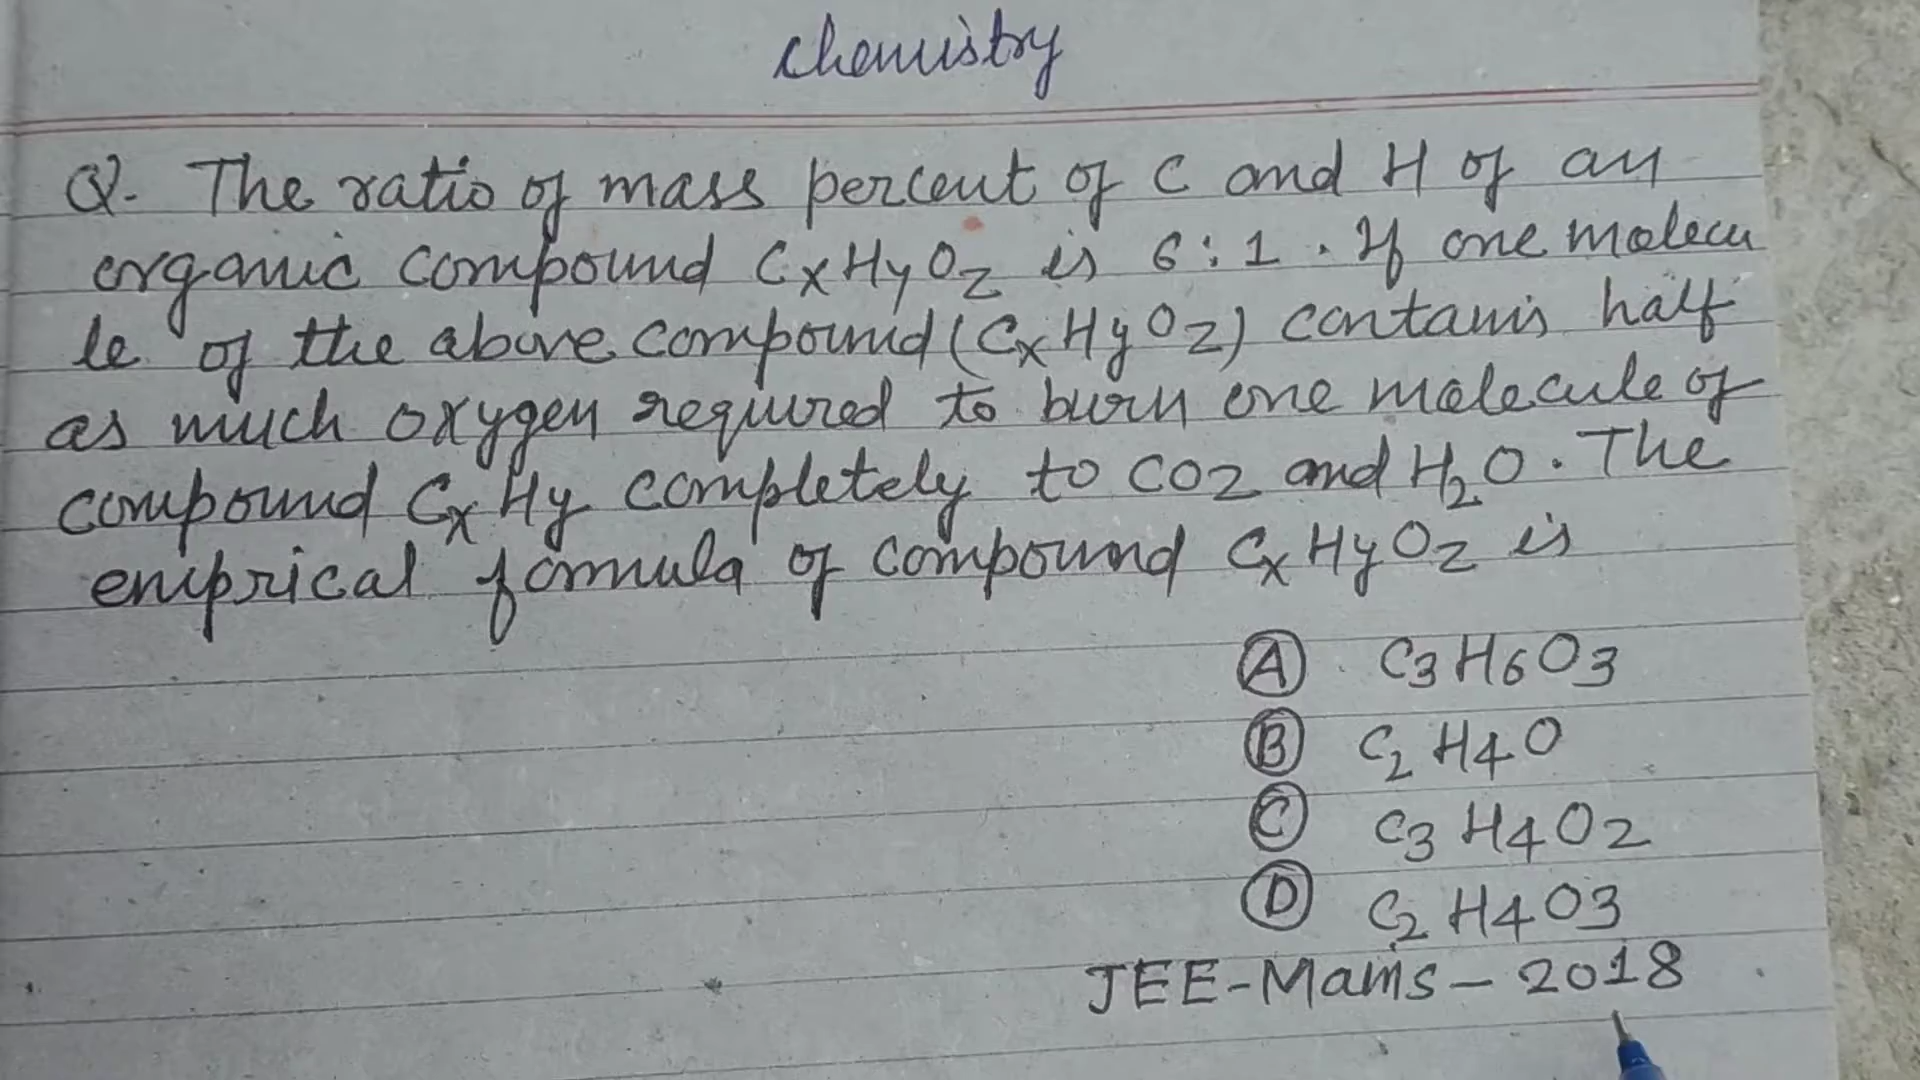 Chemistry
Q. The ratio of mass percent of C and H of an
organic compound CxHyOz is 6:1. If one molecu
le of the above compound (CxHyOz) contains half
as much oxygen required to burn one molecule of
compound CxHy completely to CO2 and H2O. The
emprical formula of compound CxHyOz is
(A) C3H6O3
(B) C2H4O
(C) C3H4O2
(D) C2H4O3
JEE-Mains-2018